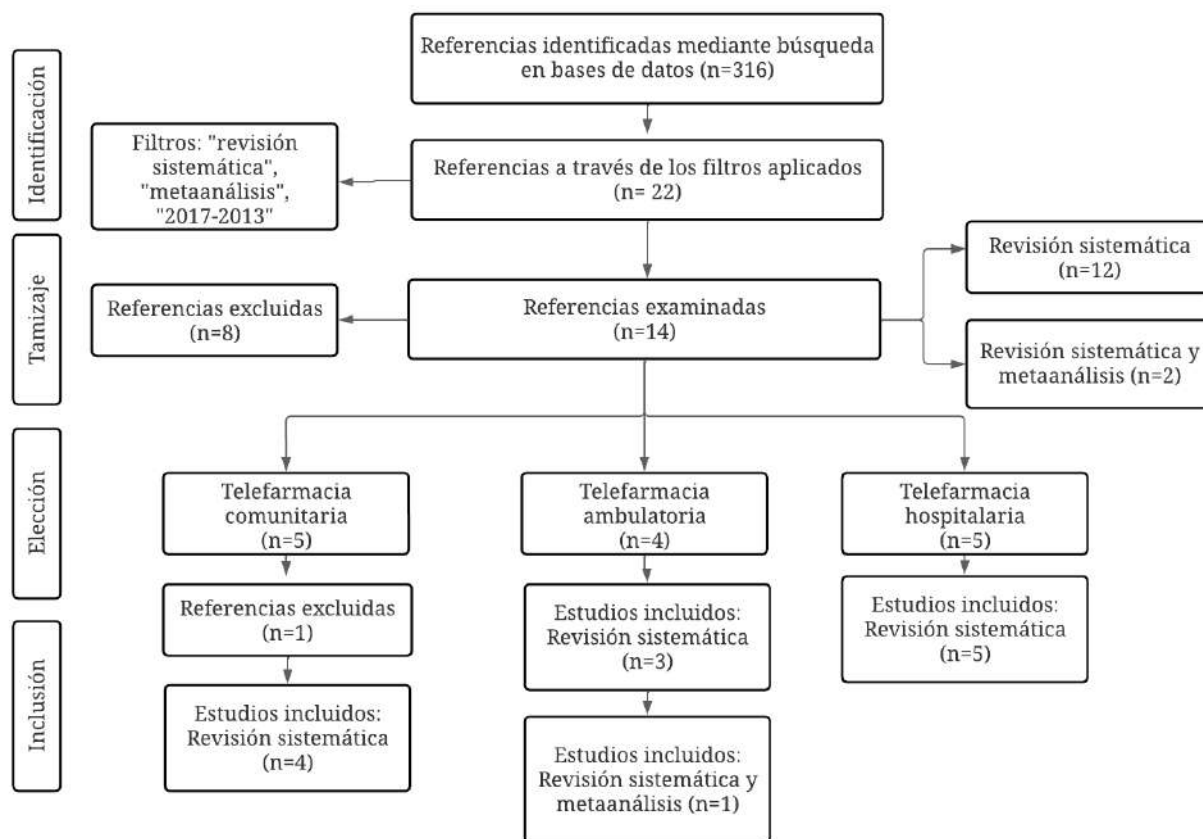 Identificación
Referencias identificadas mediante búsqueda
en bases de datos (n=316)
Filtros: "revisión
sistemática",
"metaanálisis",
"2017-2013"
Referencias a través de los filtros aplicados
(n= 22)
Tamizaje
Referencias excluidas
(n=8)
Referencias examinadas
(n=14)
Revisión sistemática
(n=12)
Revisión sistemática y
metaanálisis (n=2)
Elección
Telefarmacia
comunitaria
(n=5)
Telefarmacia
ambulatoria
(n=4)
Telefarmacia
hospitalaria
(n=5)
Inclusión
Referencias excluidas
(n=1)
Estudios incluidos:
Revisión sistemática
(n=3)
Estudios incluidos:
Revisión sistemática
(n=5)
Estudios incluidos:
Revisión sistemática
(n=4)
Estudios incluidos:
Revisión sistemática y
metaanálisis (n=1)